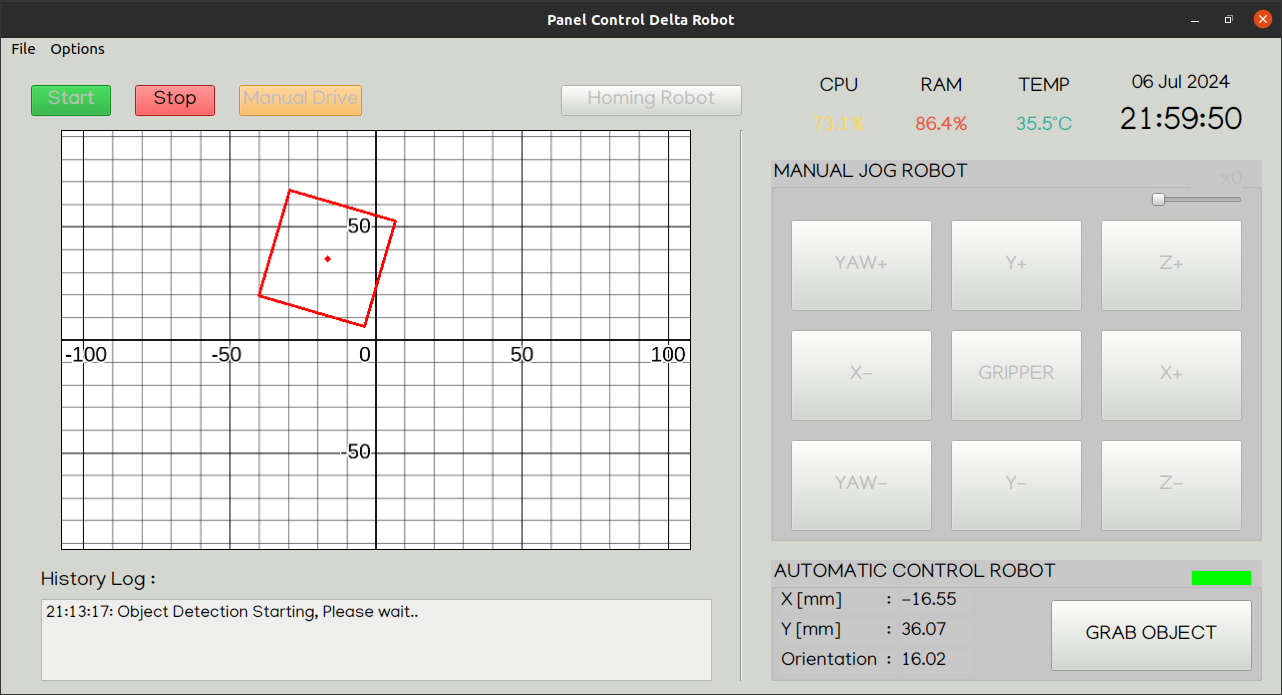 Panel Control Delta Robot
File Options
Start Stop Manual Drive Homing Robot
CPU RAM TEMP 06 Jul 2024
73.1% 86.4% 35.5°C 21:59:50
MANUAL JOG ROBOT
x0
YAW+ Y+ Z+
X- GRIPPER X+
YAW- Y- Z-
50
-100 -50 0 50 100
-50
History Log :
21:13:17: Object Detection Starting, Please wait..
AUTOMATIC CONTROL ROBOT
X [mm] : -16.55
Y [mm] : 36.07
Orientation : 16.02
GRAB OBJECT